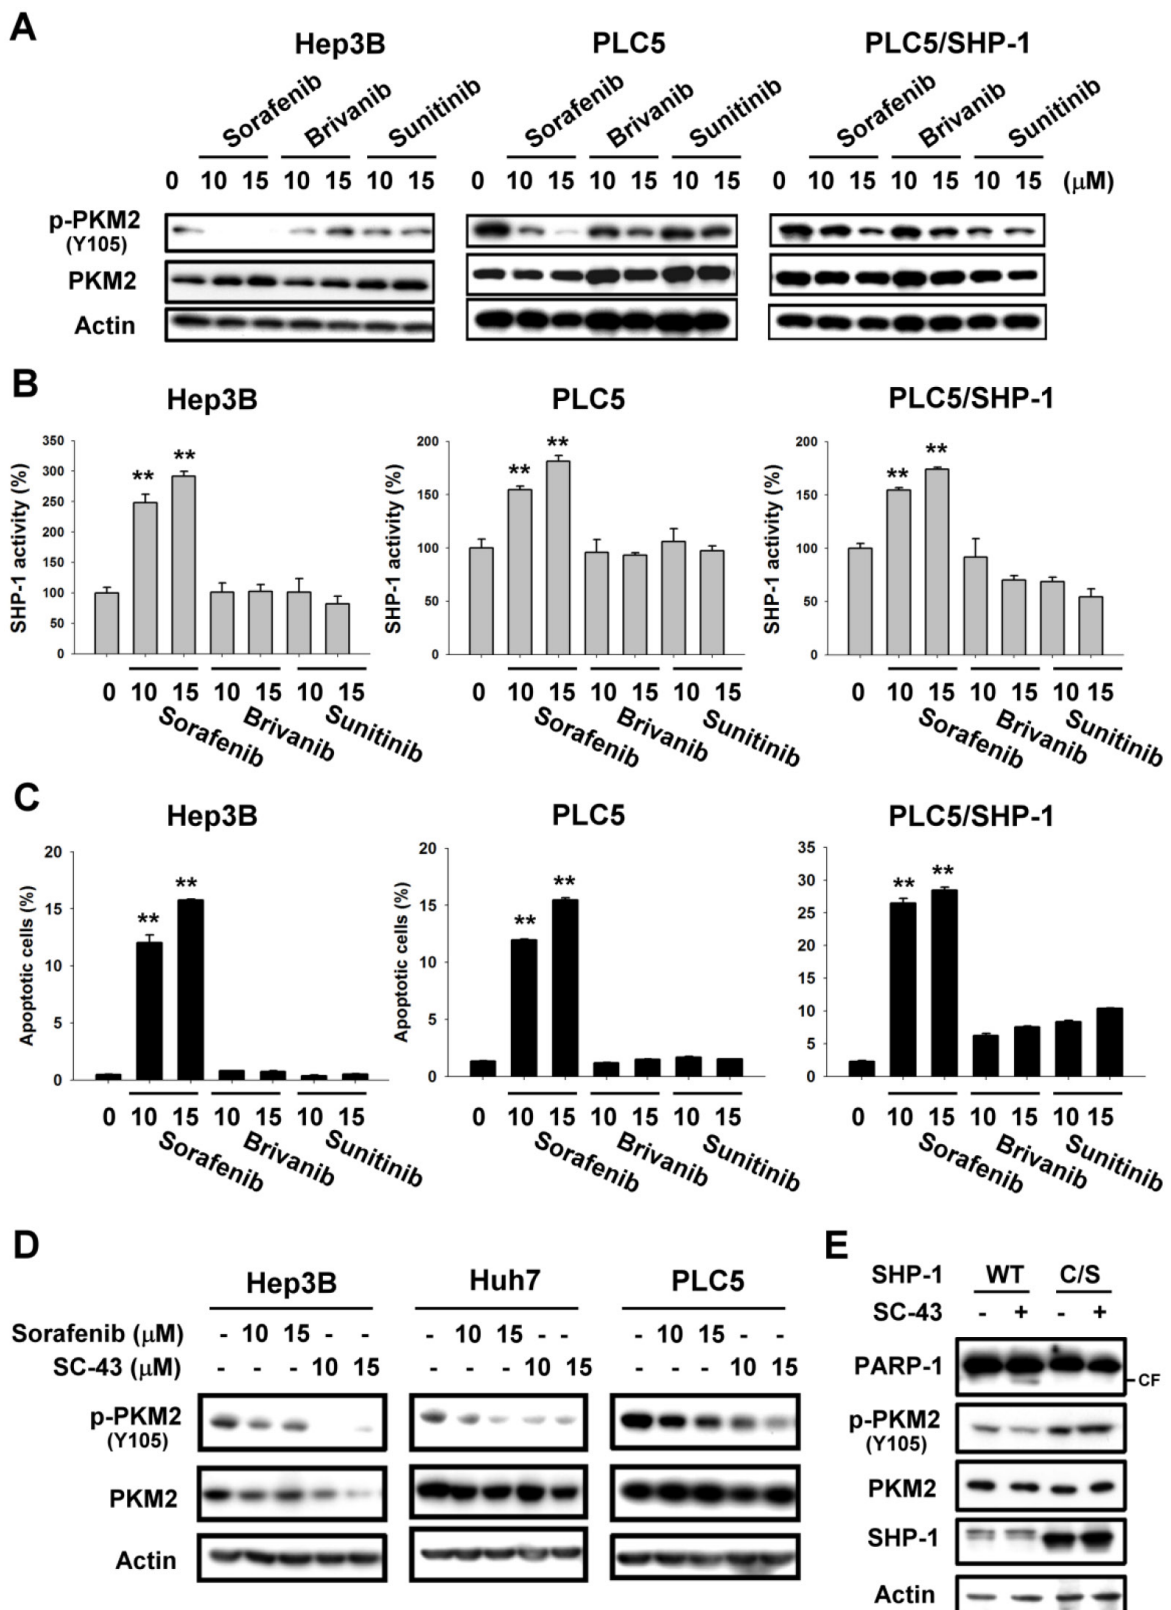 A
Hep3B PLC5 PLC5/SHP-1
Sorafenib Brivanib Sunitinib Sorafenib Brivanib Sunitinib Sorafenib Brivanib Sunitinib
0 10 15 10 15 10 15 0 10 15 10 15 10 15 0 10 15 10 15 10 15 (μM)
p-PKM2
(Y105)
PKM2
Actin
B
Hep3B PLC5 PLC5/SHP-1
SHP-1 activity (%)
350
300
250
200
150
100
50
0
** **
0 10 15 10 15 10 15
Sorafenib Brivanib Sunitinib
SHP-1 activity (%)
200
150
100
50
0
** **
0 10 15 10 15 10 15
Sorafenib Brivanib Sunitinib
SHP-1 activity (%)
200
150
100
50
0
** **
0 10 15 10 15 10 15
Sorafenib Brivanib Sunitinib
C
Hep3B PLC5 PLC5/SHP-1
Apoptotic cells (%)
20
15
10
5
0
** **
0 10 15 10 15 10 15
Sorafenib Brivanib Sunitinib
Apoptotic cells (%)
20
15
10
5
0
** **
0 10 15 10 15 10 15
Sorafenib Brivanib Sunitinib
35
30
25
20
15
10
5
0
** **
0 10 15 10 15 10 15
Sorafenib Brivanib Sunitinib
D
Hep3B Huh7 PLC5
Sorafenib (μM) - 10 15 - - - 10 15 - - - 10 15 - -
SC-43 (μM) - - - 10 15 - - - 10 15 - - - 10 15
p-PKM2
(Y105)
PKM2
Actin
E
SHP-1 WT C/S
SC-43 - + - +
PARP-1
CF
p-PKM2
(Y105)
PKM2
SHP-1
Actin